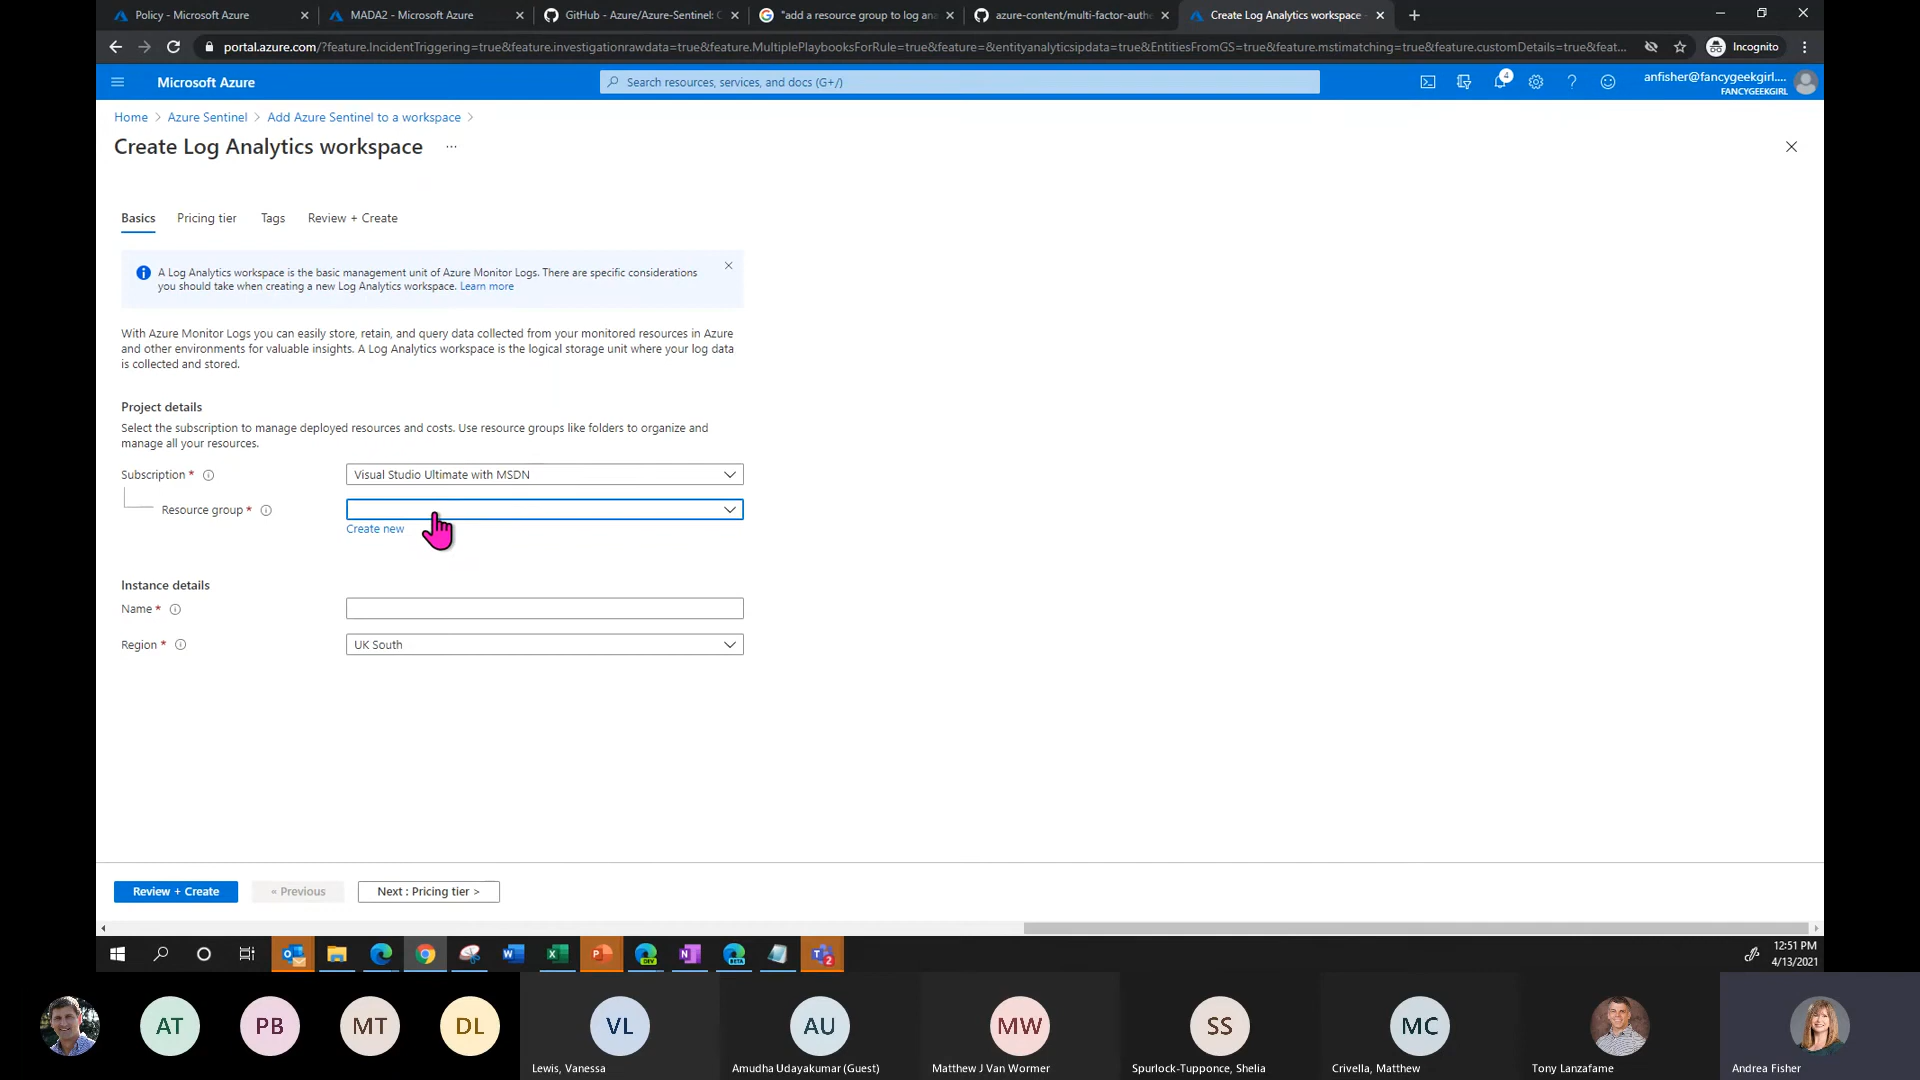 Policy - Microsoft Azure
MADA2 - Microsoft Azure
GitHub - Azure/Azure-Sentinel: C
"add a resource group to log ana
azure-content/multi-factor-authe
Create Log Analytics workspace -
portal.azure.com/?feature.IncidentTriggering=true&feature.investigationrawdata=true&feature.MultiplePlaybooksForRule=true&feature=&entityanalyticsipdata=true&EntitiesFromGS=true&feature.mstimatching=true&feature.customDetails=true&feat...
Incognito
Microsoft Azure
Search resources, services, and docs (G+/)
4
anfisher@fancygeekgirl....
FANCYGEEKGIRL
Home > Azure Sentinel > Add Azure Sentinel to a workspace >
Create Log Analytics workspace ...
Basics Pricing tier Tags Review + Create
A Log Analytics workspace is the basic management unit of Azure Monitor Logs. There are specific considerations
you should take when creating a new Log Analytics workspace. Learn more
With Azure Monitor Logs you can easily store, retain, and query data collected from your monitored resources in Azure
and other environments for valuable insights. A Log Analytics workspace is the logical storage unit where your log data
is collected and stored.
Project details
Select the subscription to manage deployed resources and costs. Use resource groups like folders to organize and
manage all your resources.
Subscription *
Visual Studio Ultimate with MSDN
Resource group *
Create new
Instance details
Name *
Region *
UK South
Review + Create
« Previous
Next : Pricing tier >
DEV
BETA
2
12:51 PM
4/13/2021
AT
PB
MT
DL
VL
AU
MW
SS
MC
Lewis, Vanessa
Amudha Udayakumar (Guest)
Matthew J Van Wormer
Spurlock-Tupponce, Shelia
Crivella, Matthew
Tony Lanzafame
Andrea Fisher